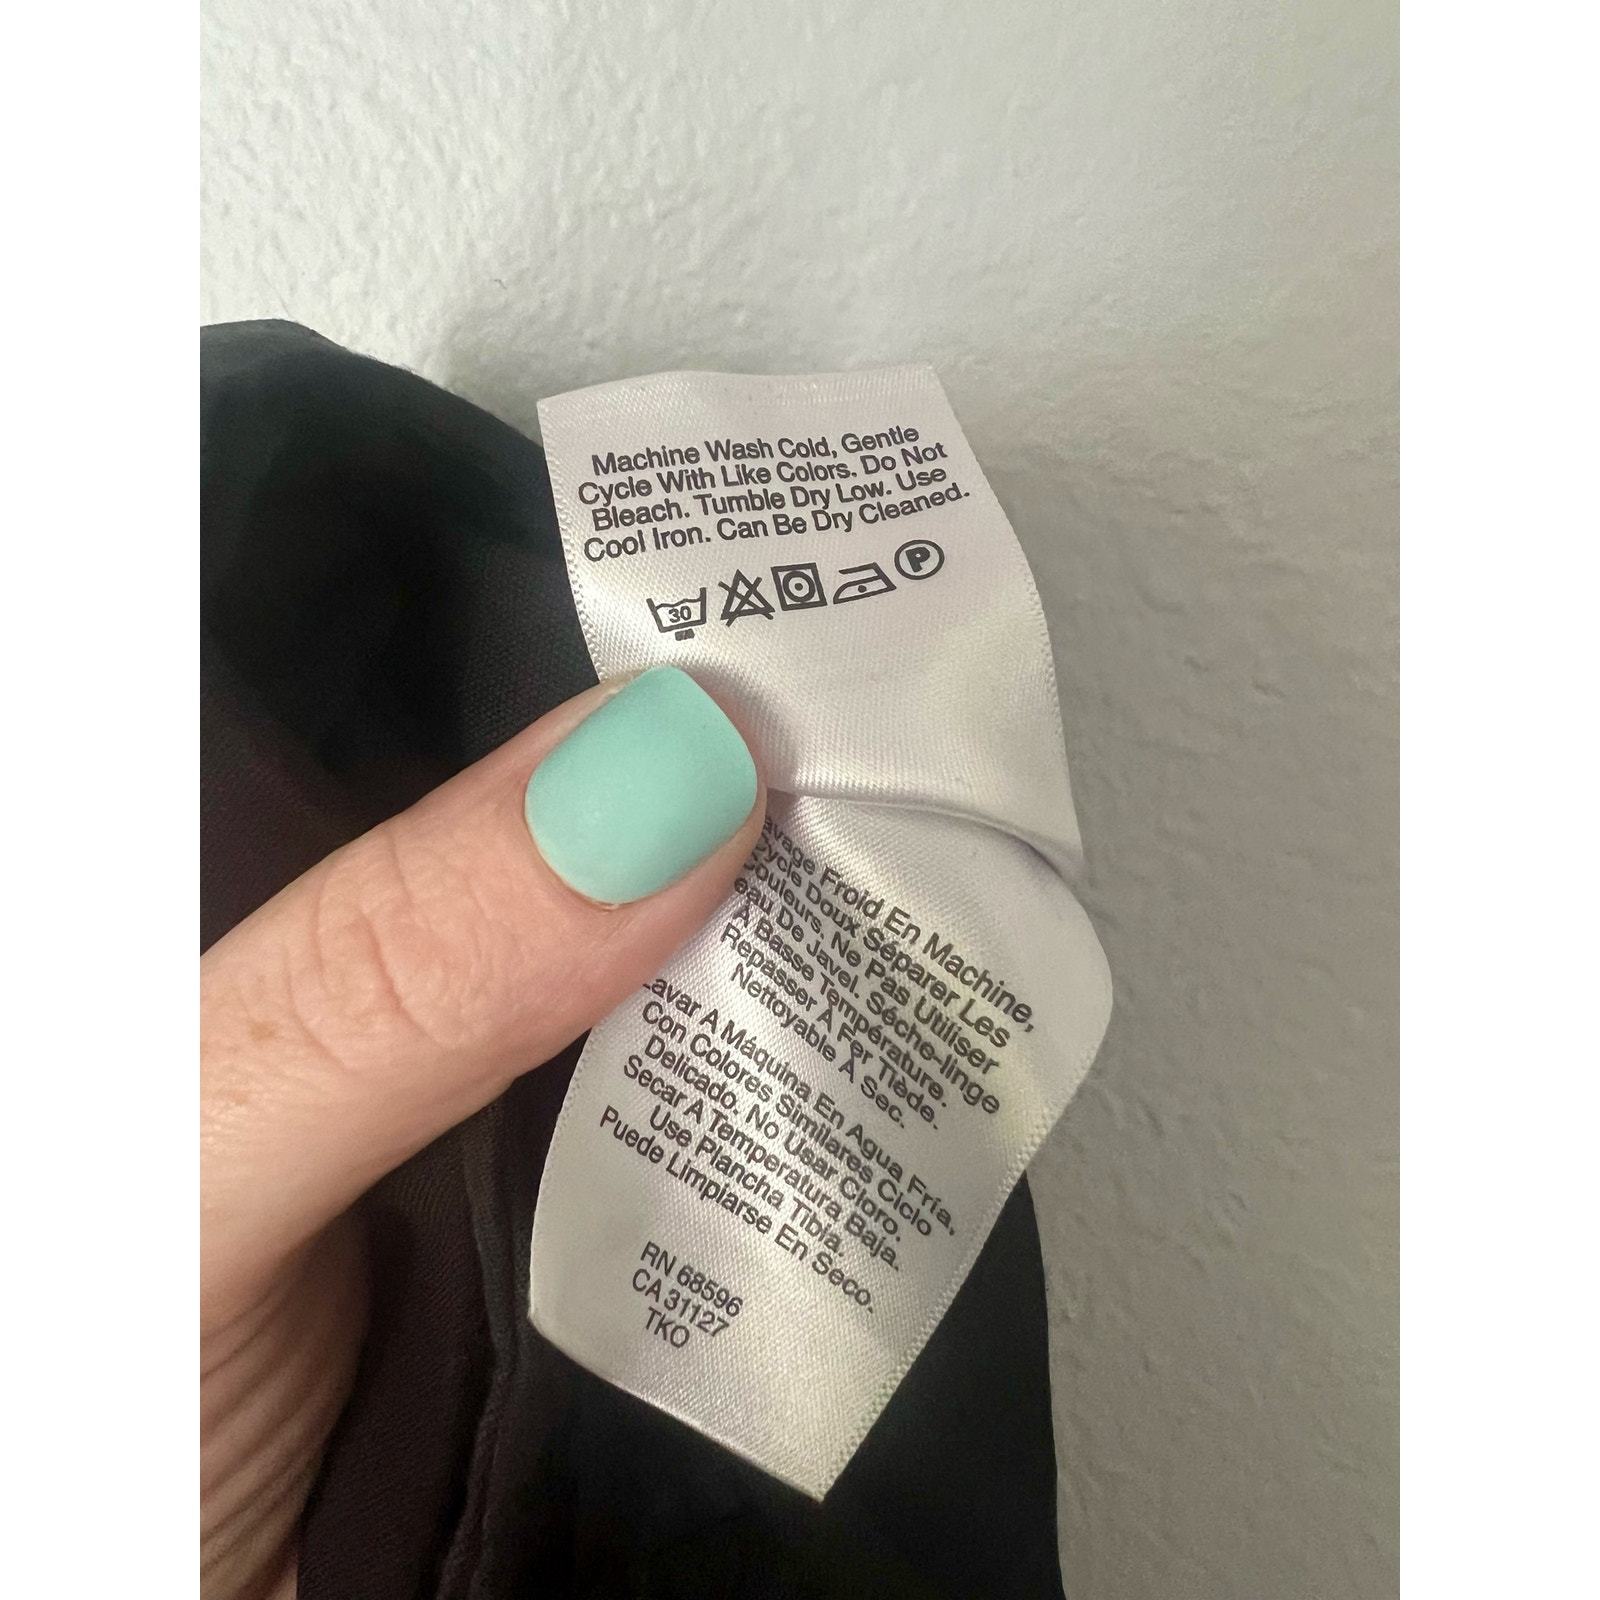 Machine Wash Cold, Gentle
Cycle With Like Colors. Do Not
Bleach. Tumble Dry Low. Use
Cool Iron. Can Be Dry Cleaned.
30 P
avage Froid En Machine,
Cycle Doux Séparer Les
Couleurs. Ne Pas Utiliser
eau De Javel. Séche-linge
À Basse Température.
Repasser À Fer Tiède.
Nettoyable À Sec.
Lavar A Máquina En Agua Fría.
Con Colores Similares Ciclo
Delicado. No Usar Cloro.
Secar A Temperatura Baja.
Use Plancha Tibia.
Puede Limpiarse En Seco.
RN 68596
CA 31127
TKO